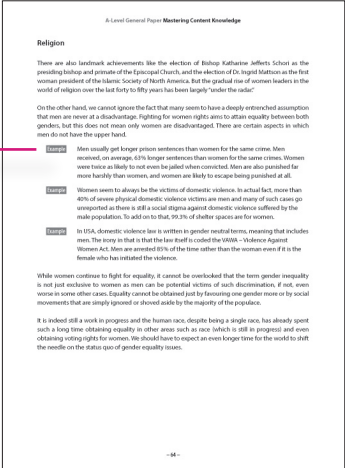 A-Level General Paper Mastering Content Knowledge
Religion
There are also landmark achievements like the election of Bishop Katharine Jefferts Schori as the
presiding bishop and primate of the Episcopal Church, and the election of Dr. Ingrid Mattson as the first
woman president of the Islamic Society of North America. But the gradual rise of women leaders in the
world of religion over the last forty to fifty years has been largely "under the radar."
On the other hand, we cannot ignore the fact that many seem to have a deeply entrenched assumption
that men are never at a disadvantage. Fighting for women rights aims to attain equality between both
genders, but this does not mean only women are disadvantaged. There are certain aspects in which
men do not have the upper hand.
Example Men usually get longer prison sentences than women for the same crime. Men
received, on average, 63% longer sentences than women for the same crimes. Women
were twice as likely to not even be jailed when convicted. Men are also punished far
more harshly than women, and women are likely to escape being punished at all.
Example Women seem to always be the victims of domestic violence. In actual fact, more than
40% of severe physical domestic violence victims are men and many of such cases go
unreported as there is still a social stigma against domestic violence suffered by the
male population. To add on to that, 99.3% of shelter spaces are for women.
Example In USA, domestic violence law is written in gender neutral terms, meaning that includes
men. The irony in that is that the law itself is coded the VAWA – Violence Against
Women Act. Men are arrested 85% of the time rather than the woman even if it is the
female who has initiated the violence.
While women continue to fight for equality, it cannot be overlooked that the term gender inequality
is not just exclusive to women as men can be potential victims of such discrimination, if not, even
worse in some other cases. Equality cannot be obtained just by favouring one gender more or by social
movements that are simply ignored or shoved aside by the majority of the populace.
It is indeed still a work in progress and the human race, despite being a single race, has already spent
such a long time obtaining equality in other areas such as race (which is still in progress) and even
obtaining voting rights for women. We should have to expect an even longer time for the world to shift
the needle on the status quo of gender equality issues.
– 64 –